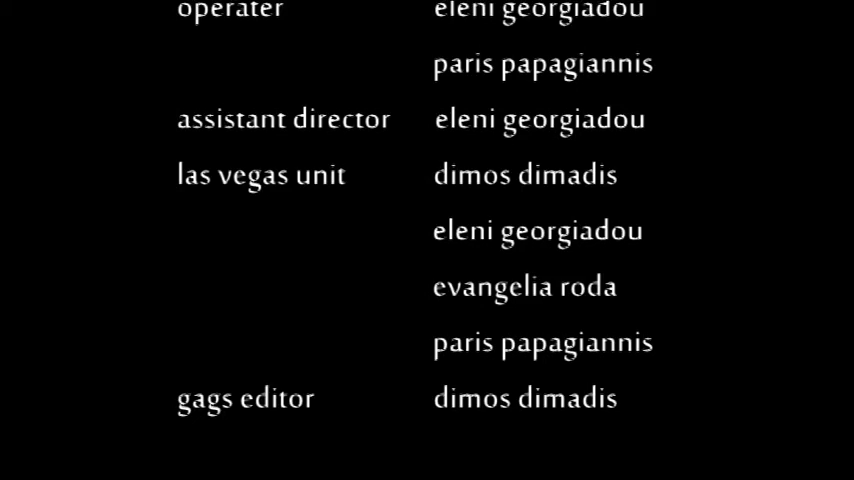 operater eleni georgiadou
paris papagiannis
assistant director eleni georgiadou
las vegas unit dimos dimadis
eleni georgiadou
evangelia roda
paris papagiannis
gags editor dimos dimadis